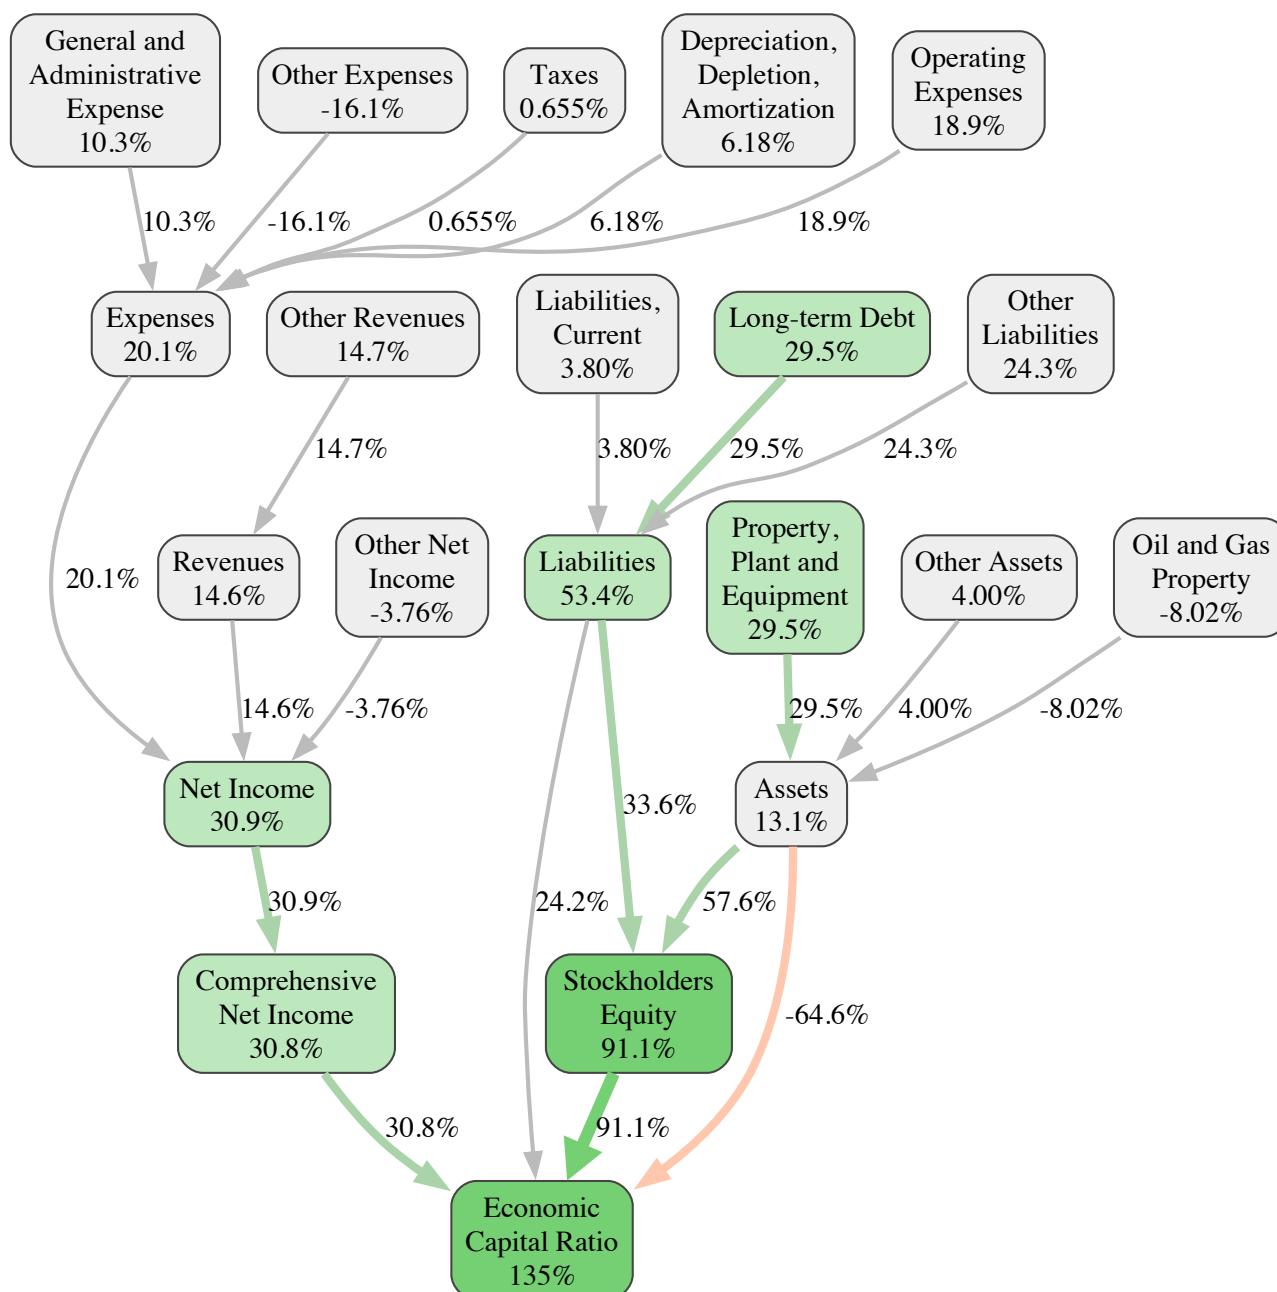 General and
Administrative
Expense
10.3%
Other Expenses
-16.1%
Taxes
0.655%
Depreciation,
Depletion,
Amortization
6.18%
Operating
Expenses
18.9%
10.3%
-16.1%
0.655%
6.18%
18.9%
Expenses
20.1%
Other Revenues
14.7%
Liabilities,
Current
3.80%
Long-term Debt
29.5%
Other
Liabilities
24.3%
14.7%
3.80%
29.5%
24.3%
20.1%
Revenues
14.6%
Other Net
Income
-3.76%
Liabilities
53.4%
Property,
Plant and
Equipment
29.5%
Other Assets
4.00%
Oil and Gas
Property
-8.02%
14.6%
-3.76%
29.5%
4.00%
-8.02%
Net Income
30.9%
33.6%
Assets
13.1%
30.9%
24.2%
57.6%
Comprehensive
Net Income
30.8%
Stockholders
Equity
91.1%
-64.6%
30.8%
91.1%
Economic
Capital Ratio
135%